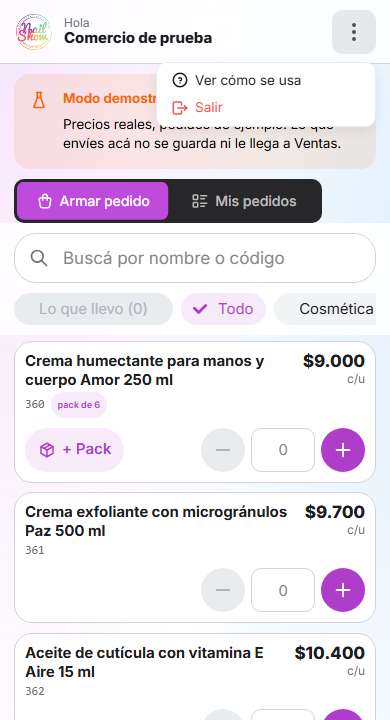 Nail Show
Hola
Comercio de prueba
Ver cómo se usa
Salir
Modo demostr
Precios reales, pedidos de ejemplo. Lo que
envíes acá no se guarda ni le llega a Ventas.
Armar pedido
Mis pedidos
Buscá por nombre o código
Lo que llevo (0)
Todo
Cosmética
Crema humectante para manos y
cuerpo Amor 250 ml
$9.000
c/u
360
pack de 6
+ Pack
0
Crema exfoliante con microgránulos
Paz 500 ml
$9.700
c/u
361
0
Aceite de cutícula con vitamina E
Aire 15 ml
$10.400
c/u
362